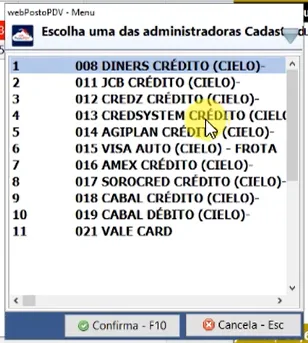 webPostoPDV - Menu
Escolha uma das administradoras Cadast
1 008 DINERS CRÉDITO (CIELO)-
2 011 JCB CRÉDITO (CIELO)-
3 012 CREDZ CRÉDITO (CIELO)-
4 013 CREDSYSTEM CRÉDITO (CIEL
5 014 AGIPLAN CRÉDITO (CIELO)-
6 015 VISA AUTO (CIELO) - FROTA
7 016 AMEX CRÉDITO (CIELO)-
8 017 SOROCRED CRÉDITO (CIELO)-
9 018 CABAL CRÉDITO (CIELO)-
10 019 CABAL DÉBITO (CIELO)-
11 021 VALE CARD
Confirma - F10
Cancela - Esc